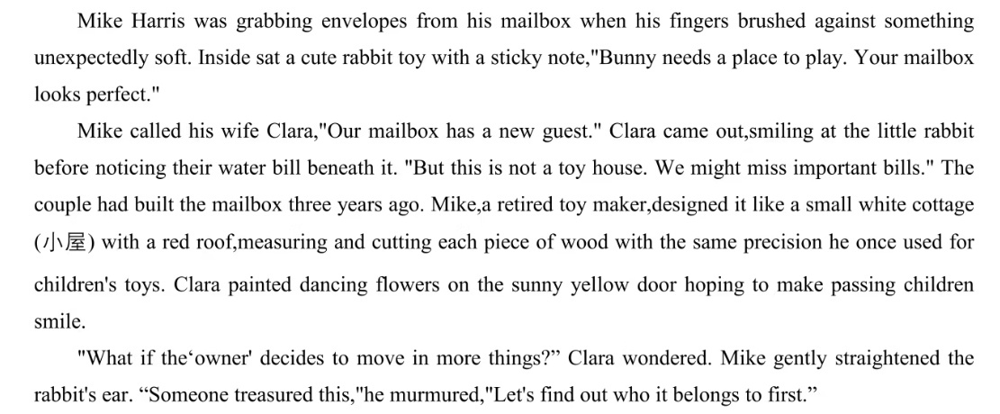 Mike Harris was grabbing envelopes from his mailbox when his fingers brushed against something
unexpectedly soft. Inside sat a cute rabbit toy with a sticky note,"Bunny needs a place to play. Your mailbox
looks perfect."
Mike called his wife Clara,"Our mailbox has a new guest." Clara came out,smiling at the little rabbit
before noticing their water bill beneath it. "But this is not a toy house. We might miss important bills." The
couple had built the mailbox three years ago. Mike,a retired toy maker,designed it like a small white cottage
(小屋) with a red roof,measuring and cutting each piece of wood with the same precision he once used for
children's toys. Clara painted dancing flowers on the sunny yellow door hoping to make passing children
smile.
"What if the‘owner' decides to move in more things?” Clara wondered. Mike gently straightened the
rabbit's ear. “Someone treasured this,"he murmured,"Let's find out who it belongs to first.”